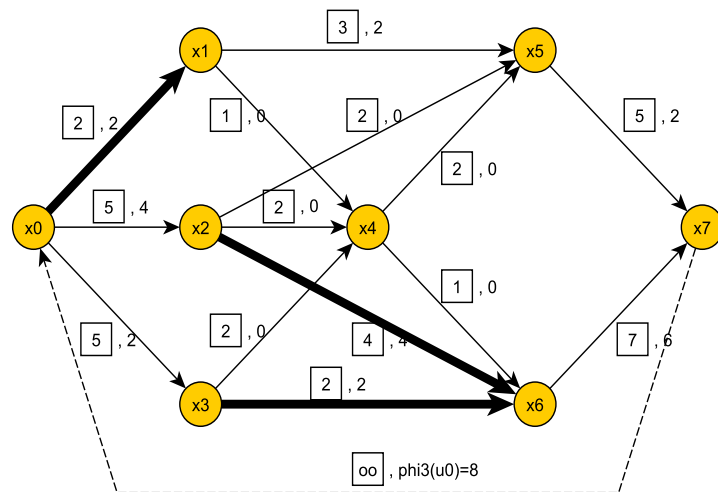 3 , 2
x1
x5
2 , 2
1 , 0
2 , 0
5 , 2
2 , 0
5 , 4
2 , 0
x0
x2
x4
x7
1 , 0
5 , 2
2 , 0
4 , 4
7 , 6
2 , 2
x3
x6
oo , phi3(u0)=8